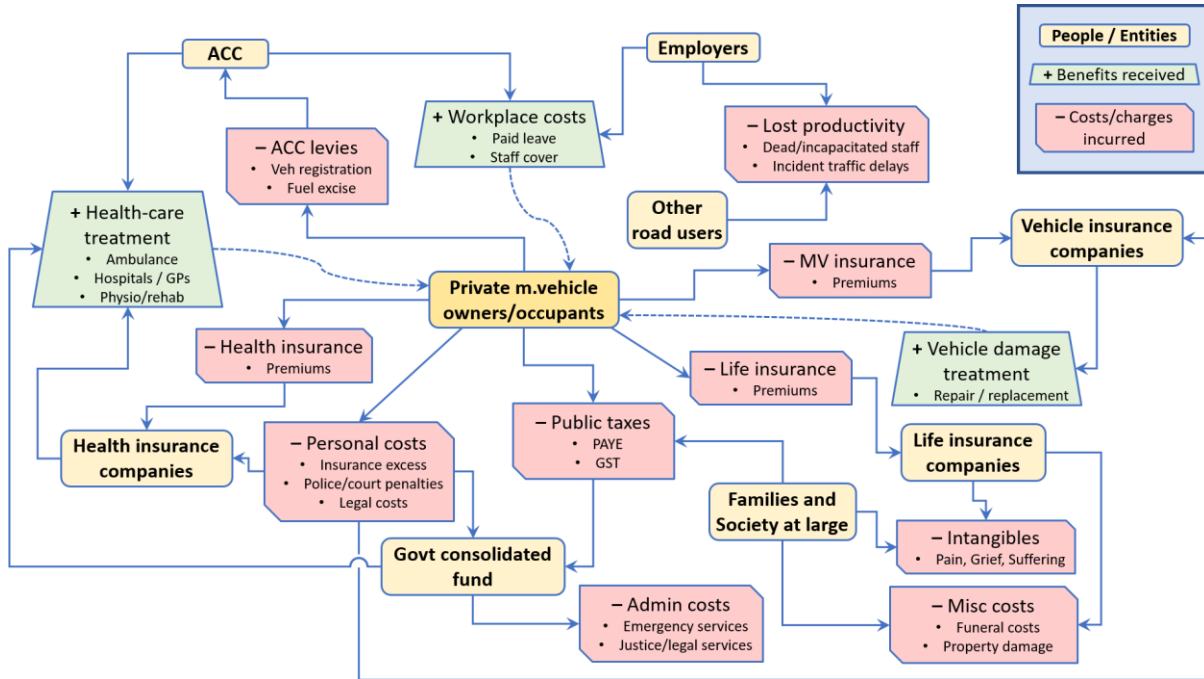 ACC
Employers
People / Entities
+ Benefits received
– Costs/charges
incurred
+ Workplace costs
• Paid leave
• Staff cover
– Lost productivity
• Dead/incapacitated staff
• Incident traffic delays
– ACC levies
• Veh registration
• Fuel excise
+ Health-care
treatment
• Ambulance
• Hospitals / GPs
• Physio/rehab
Other
road users
Vehicle insurance
companies
– MV insurance
• Premiums
Private m.vehicle
owners/occupants
– Health insurance
• Premiums
– Life insurance
• Premiums
+ Vehicle damage
treatment
• Repair / replacement
– Public taxes
• PAYE
• GST
Health insurance
companies
– Personal costs
• Insurance excess
• Police/court penalties
• Legal costs
Life insurance
companies
Families and
Society at large
– Intangibles
• Pain, Grief, Suffering
Govt consolidated
fund
– Admin costs
• Emergency services
• Justice/legal services
– Misc costs
• Funeral costs
• Property damage